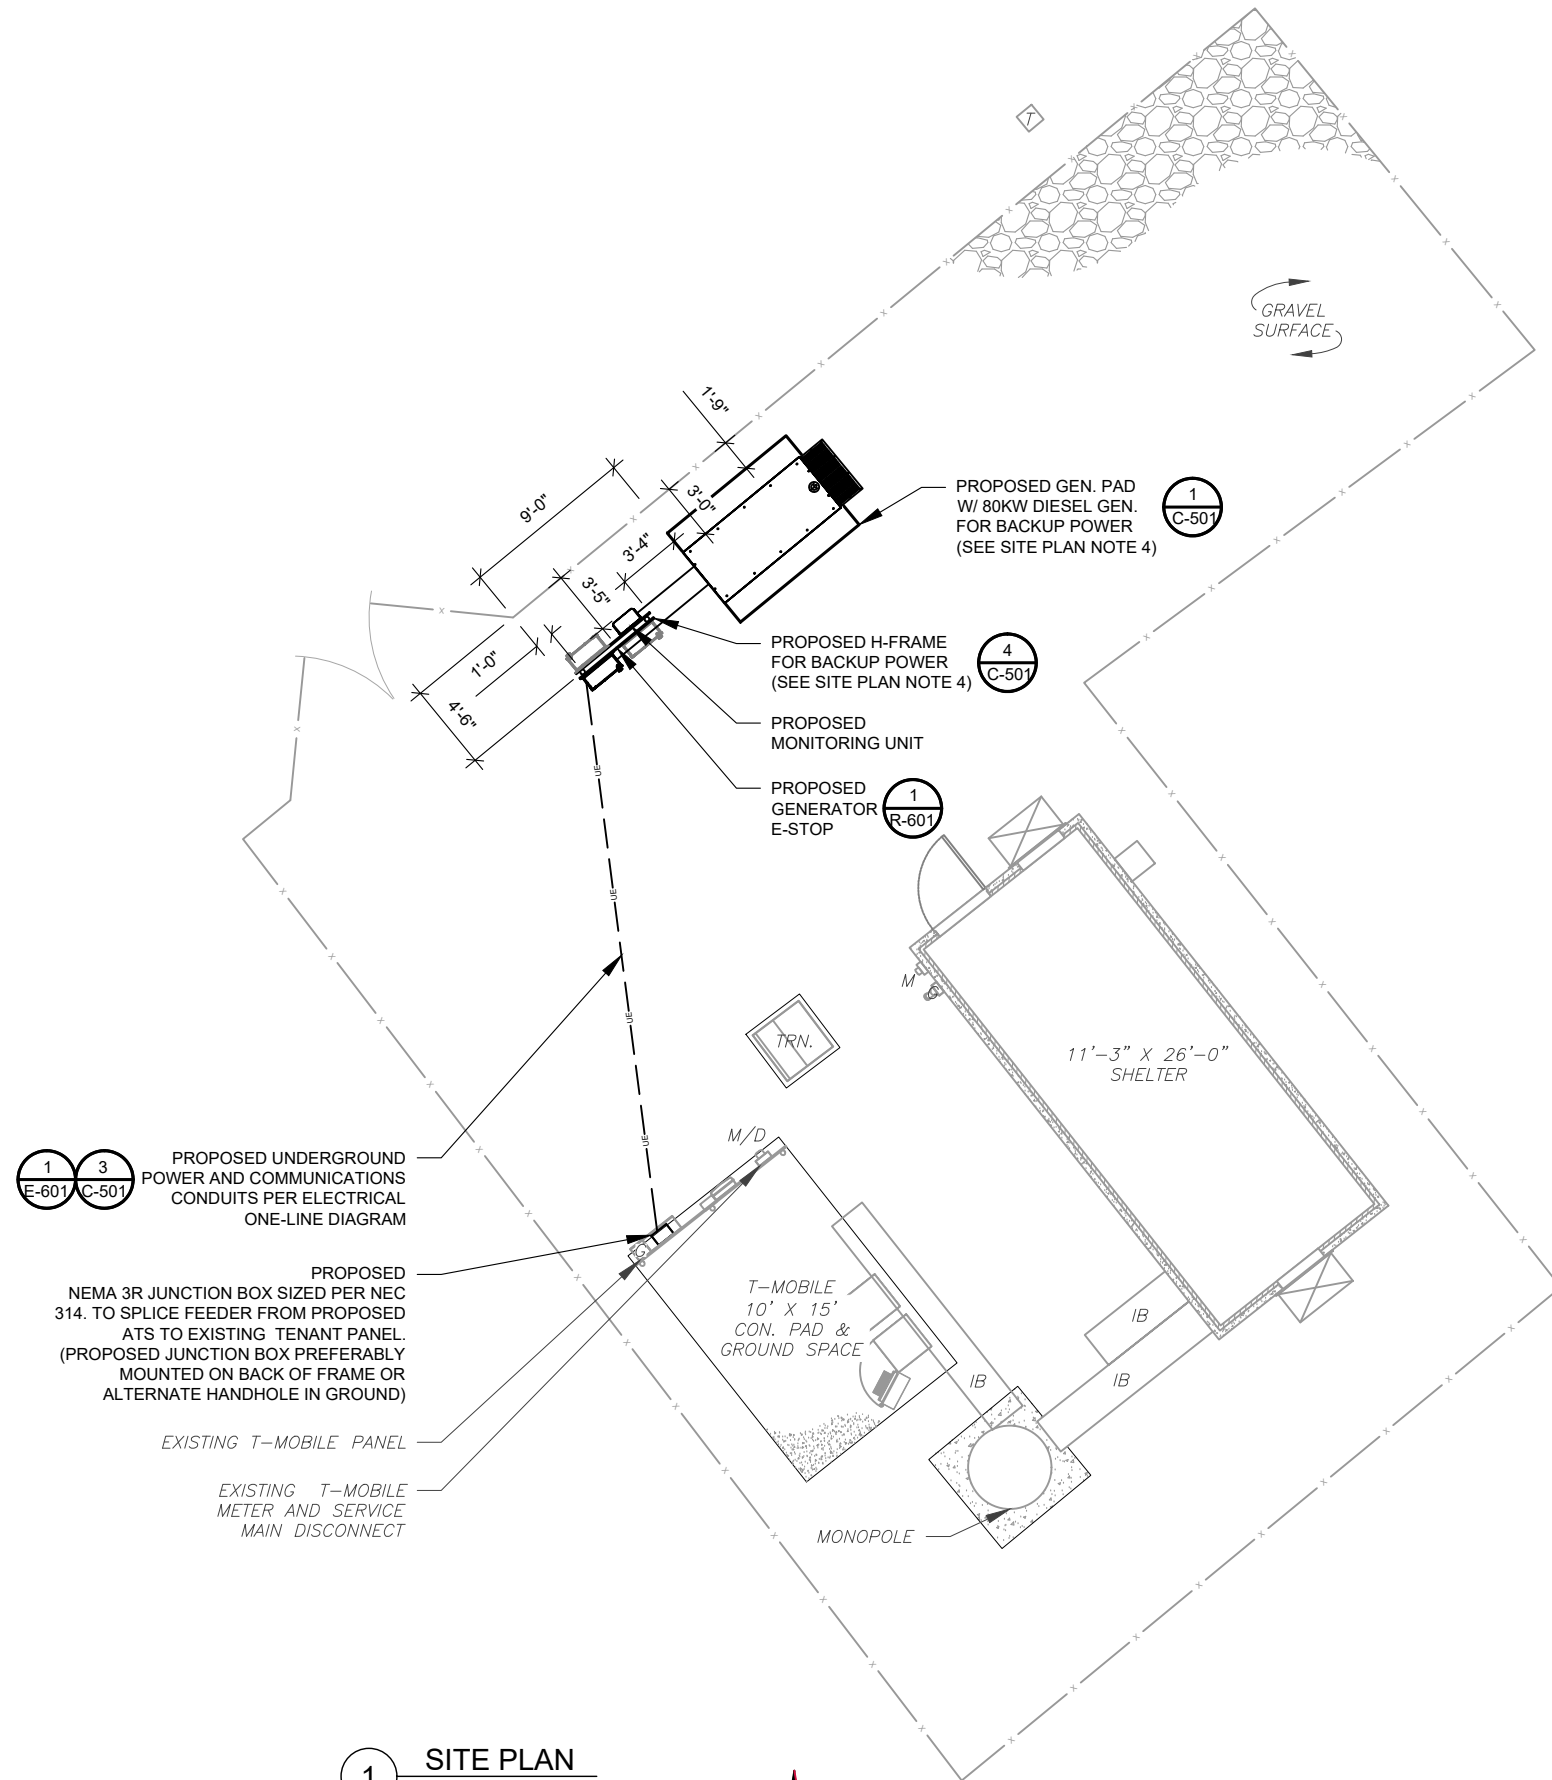 T
GRAVEL
SURFACE
1'-9"
9'-0"
3'-0"
3'-4"
3'-5"
1'-0"
4'-6"
PROPOSED GEN. PAD
W/ 80KW DIESEL GEN.
FOR BACKUP POWER
(SEE SITE PLAN NOTE 4)
1
C-501
PROPOSED H-FRAME
FOR BACKUP POWER
(SEE SITE PLAN NOTE 4)
4
C-501
PROPOSED
MONITORING UNIT
PROPOSED
GENERATOR
E-STOP
1
R-601
UE
UE
UE
UE
M
TRN.
11'-3" X 26'-0"
SHELTER
M/D
1
E-601
3
C-501
PROPOSED UNDERGROUND
POWER AND COMMUNICATIONS
CONDUITS PER ELECTRICAL
ONE-LINE DIAGRAM
G
PROPOSED
NEMA 3R JUNCTION BOX SIZED PER NEC
314. TO SPLICE FEEDER FROM PROPOSED
ATS TO EXISTING TENANT PANEL.
(PROPOSED JUNCTION BOX PREFERABLY
MOUNTED ON BACK OF FRAME OR
ALTERNATE HANDHOLE IN GROUND)
T-MOBILE
10' X 15'
CON. PAD &
GROUND SPACE
IB
IB
IB
EXISTING T-MOBILE PANEL
EXISTING T-MOBILE
METER AND SERVICE
MAIN DISCONNECT
MONOPOLE
1
SITE PLAN